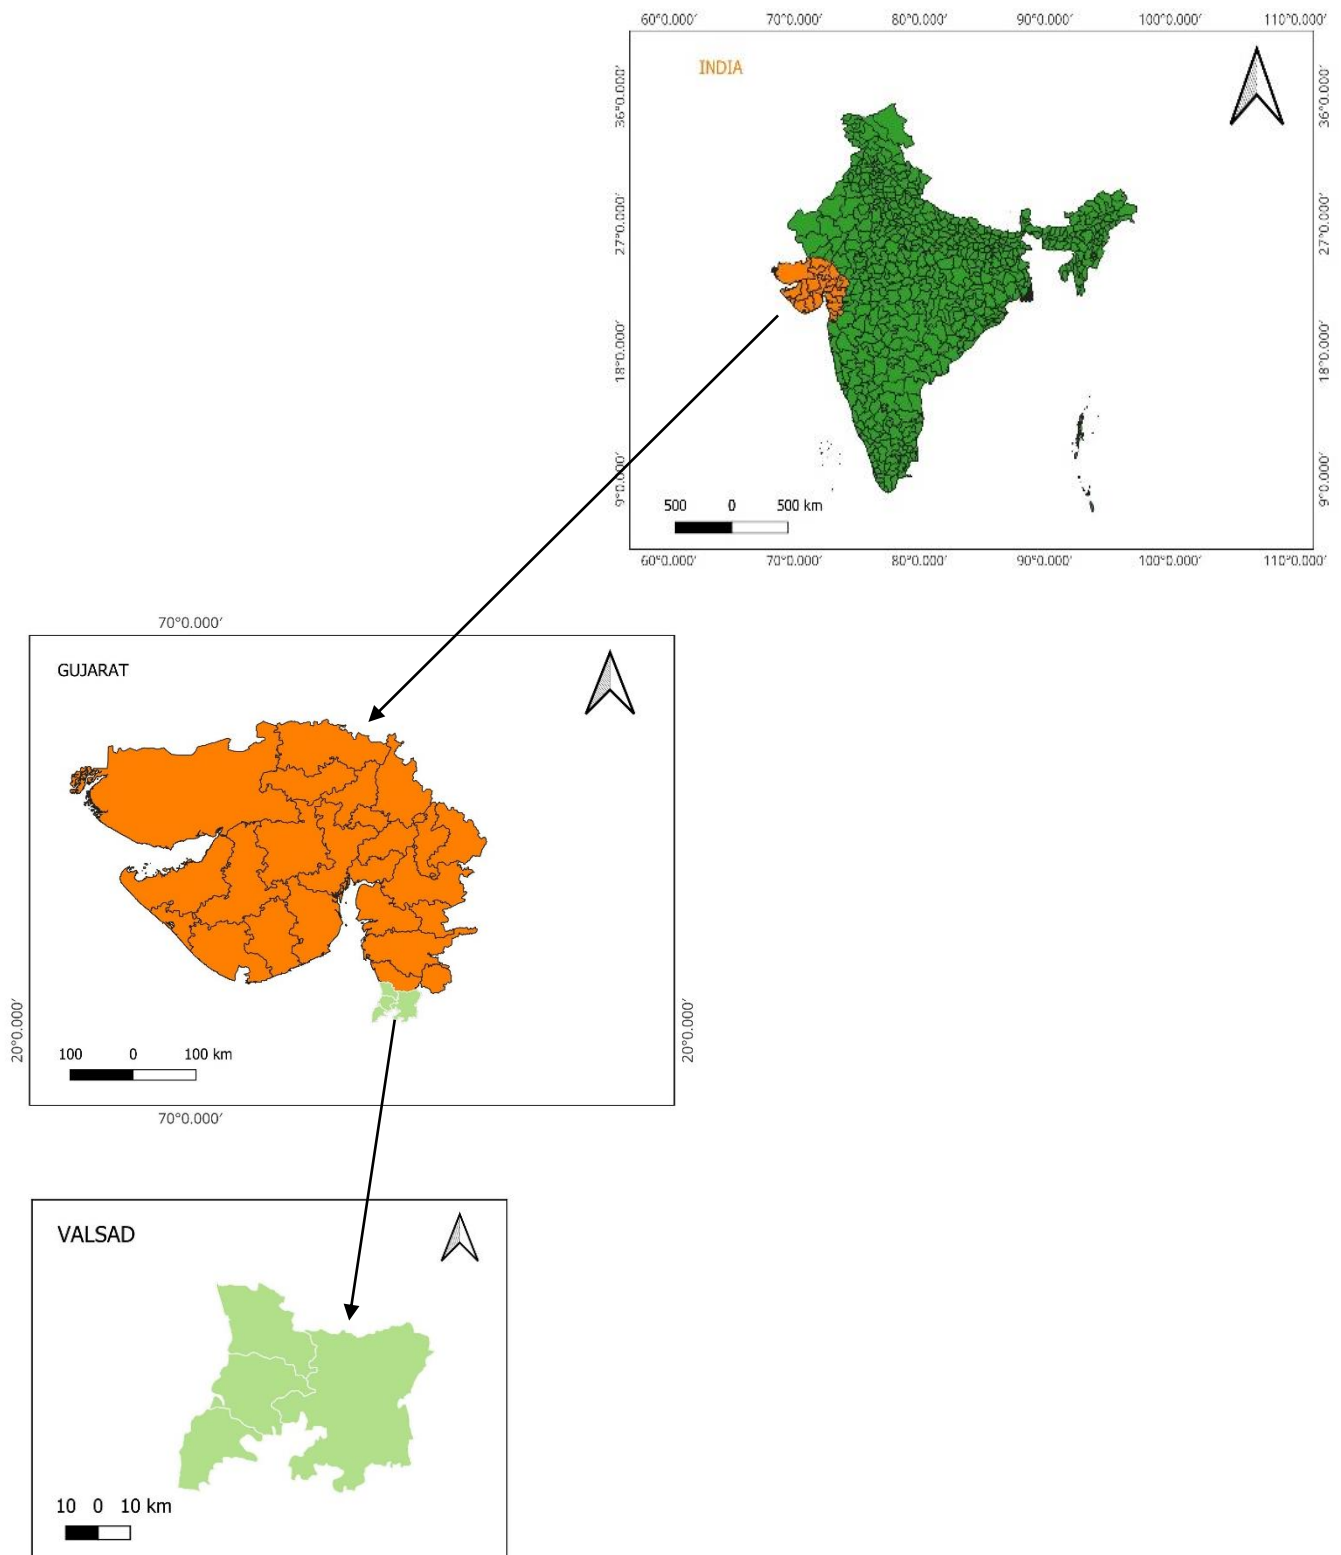 60°0.000′ 70°0.000′ 80°0.000′ 90°0.000′ 100°0.000′ 110°0.000′
INDIA
36°0.000′ 36°0.000′
27°0.000′ 27°0.000′
18°0.000′ 18°0.000′
9°0.000′ 9°0.000′
500 0 500 km
60°0.000′ 70°0.000′ 80°0.000′ 90°0.000′ 100°0.000′ 110°0.000′
70°0.000′
GUJARAT
20°0.000′ 20°0.000′
100 0 100 km
70°0.000′
VALSAD
10 0 10 km